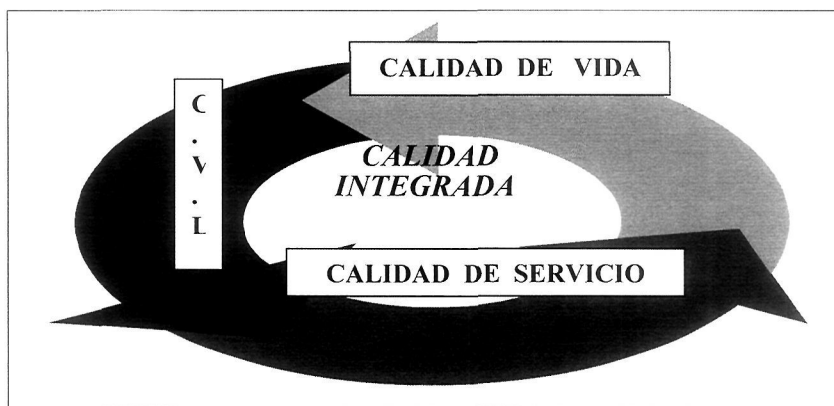 CALIDAD DE VIDA
C
.
V
.
L
CALIDAD
INTEGRADA
CALIDAD DE SERVICIO